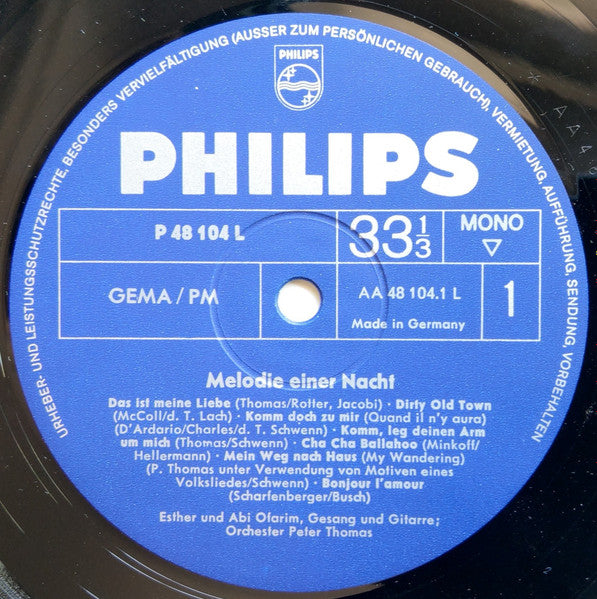 URHEBER- UND LEISTUNGSSCHUTZRECHTE, BESONDERS VERVIELFÄLTIGUNG (AUSSER ZUM PERSÖNLICHEN GEBRAUCH), VERMIETUNG, AUFFÜHRUNG, SENDUNG, VORBEHALTEN
PHILIPS
PHILIPS
P 48 104 L
33 1/3
MONO
GEMA / PM
AA 48 104.1 L
Made in Germany
1
Melodie einer Nacht
Das ist meine Liebe (Thomas/Rotter, Jacobi) · Dirty Old Town
(McColl/d. T. Lach) · Komm doch zu mir (Quand il n'y aura)
(D'Ardario/Charles/d. T. Schwenn) · Komm, leg deinen Arm
um mich (Thomas/Schwenn) · Cha Cha Ballahoo (Minkoff/
Hellermann) · Mein Weg nach Haus (My Wandering)
(P. Thomas unter Verwendung von Motiven eines
Volksliedes/Schwenn) · Bonjour l'amour
(Scharfenberger/Busch)
Esther und Abi Ofarim, Gesang und Gitarre;
Orchester Peter Thomas